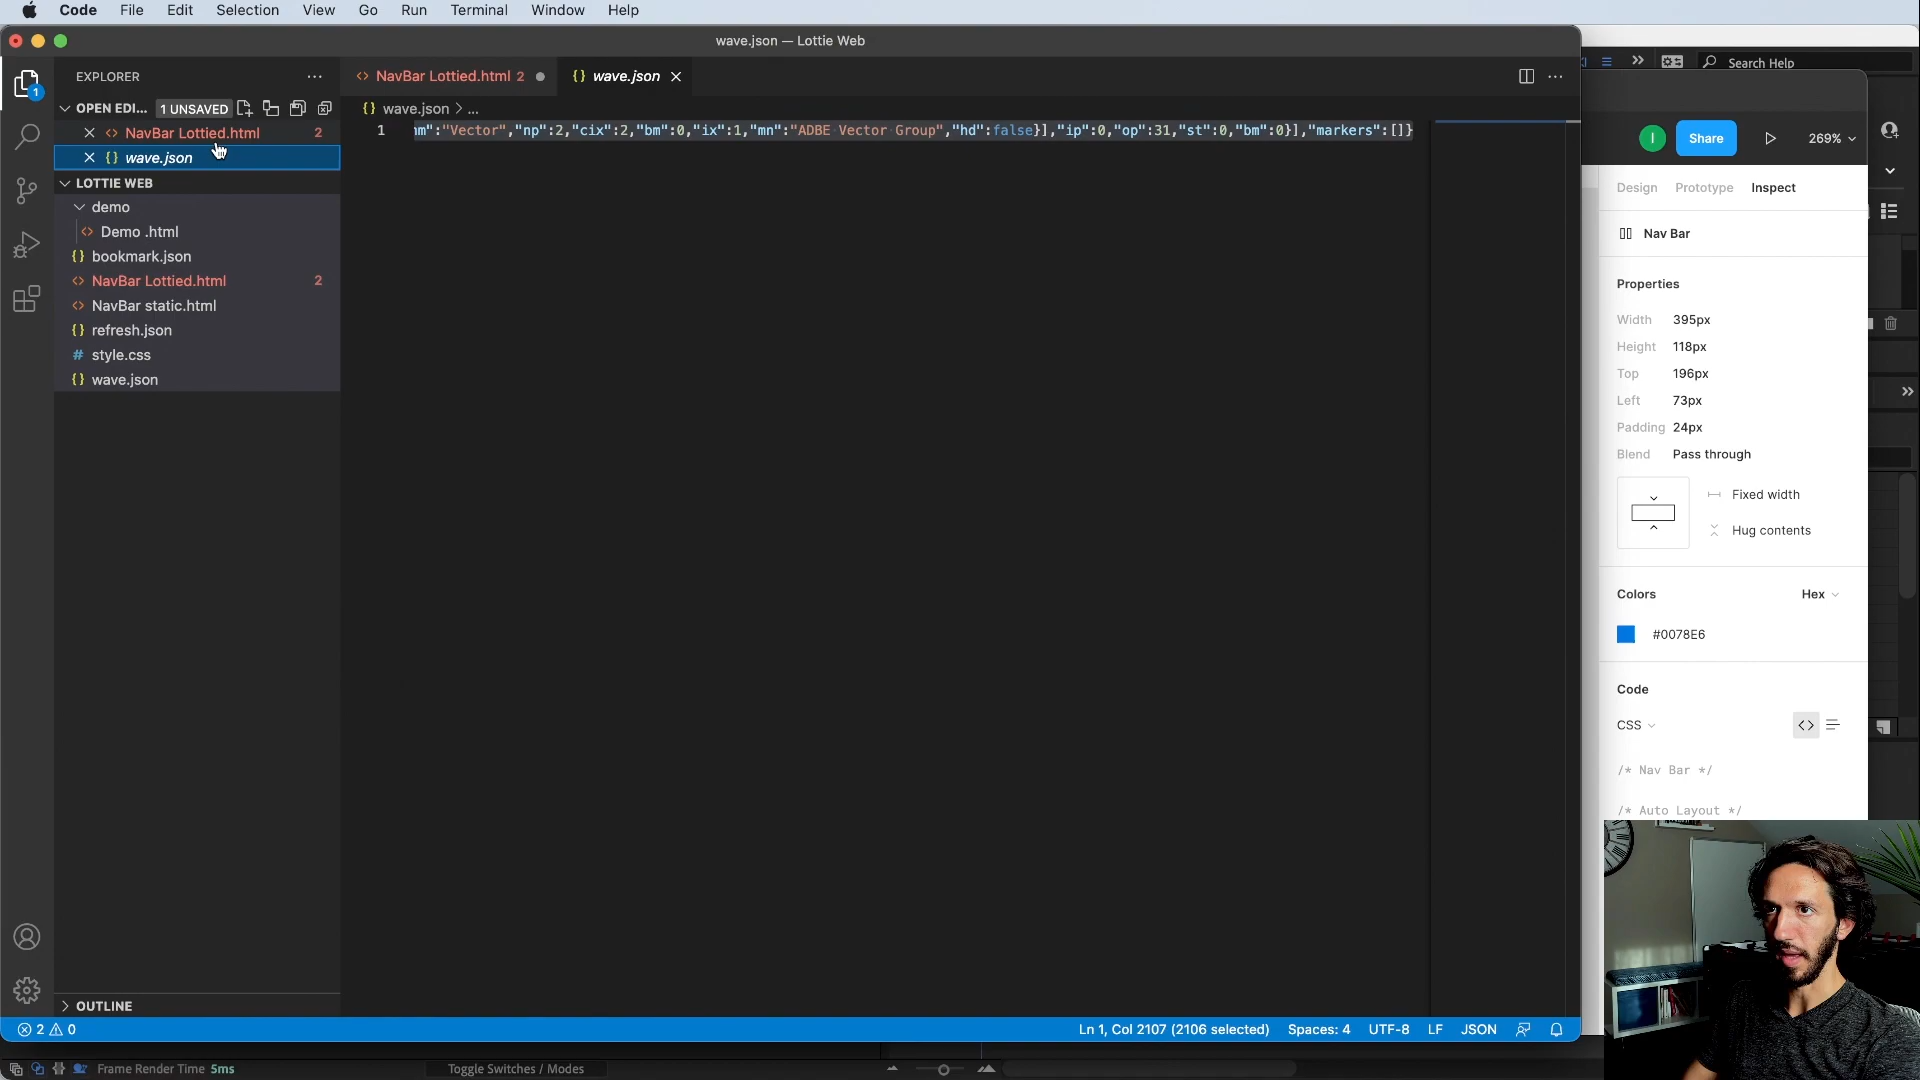 Code File Edit Selection View Go Run Terminal Window Help
wave.json — Lottie Web
Search Help
EXPLORER
NavBar Lottied.html 2
wave.json
OPEN EDI... 1 UNSAVED
wave.json > ...
NavBar Lottied.html 2
1
"Vector","np":2,"cix":2,"bm":0,"ix":1,"mn":"ADBE Vector Group","hd":false}],"ip":0,"op":31,"st":0,"bm":0}],"markers":[]}
wave.json
LOTTIE WEB
demo
Demo .html
bookmark.json
NavBar Lottied.html 2
NavBar static.html
refresh.json
style.css
wave.json
OUTLINE
2 0
Ln 1, Col 2107 (2106 selected) Spaces: 4 UTF-8 LF JSON
Frame Render Time 5ms
Toggle Switches / Modes
1
I
Share
269%
Design Prototype Inspect
Nav Bar
Properties
Width 395px
Height 118px
Top 196px
Left 73px
Padding 24px
Blend Pass through
Fixed width
Hug contents
Colors Hex
#0078E6
Code
CSS
/* Nav Bar */
/* Auto Layout */